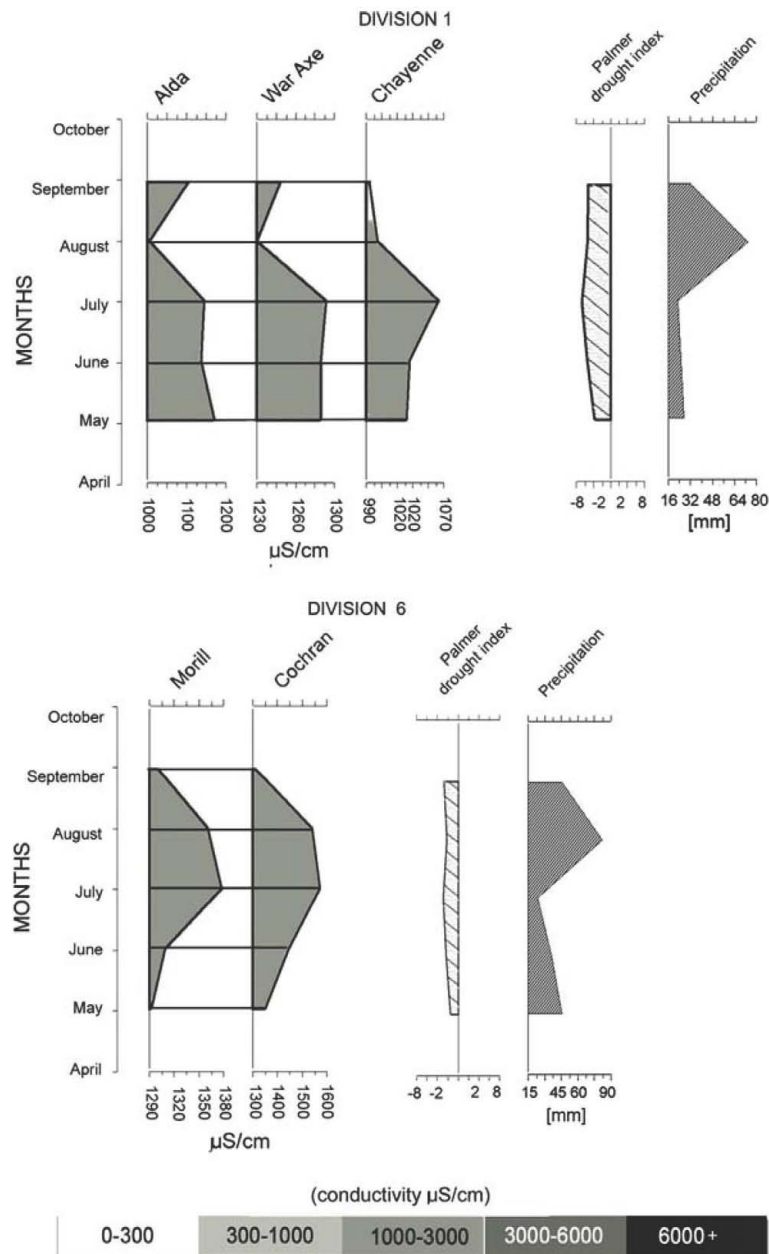 DIVISION 1
Alda
War Axe
Chayenne
Palmer
drought index
Precipitation
MONTHS
October
September
August
July
June
May
April
1000 1100 1200
1230 1260 1300
990 1020 1070
-8 -2 2 8
16 32 48 64 80
µS/cm
[mm]
DIVISION 6
Morill
Cochran
Palmer
drought index
Precipitation
MONTHS
October
September
August
July
June
May
April
1290 1320 1350 1380
1300 1400 1500 1600
-8 -2 2 8
15 45 60 90
µS/cm
[mm]
(conductivity µS/cm)
0-300 300-1000 1000-3000 3000-6000 6000+